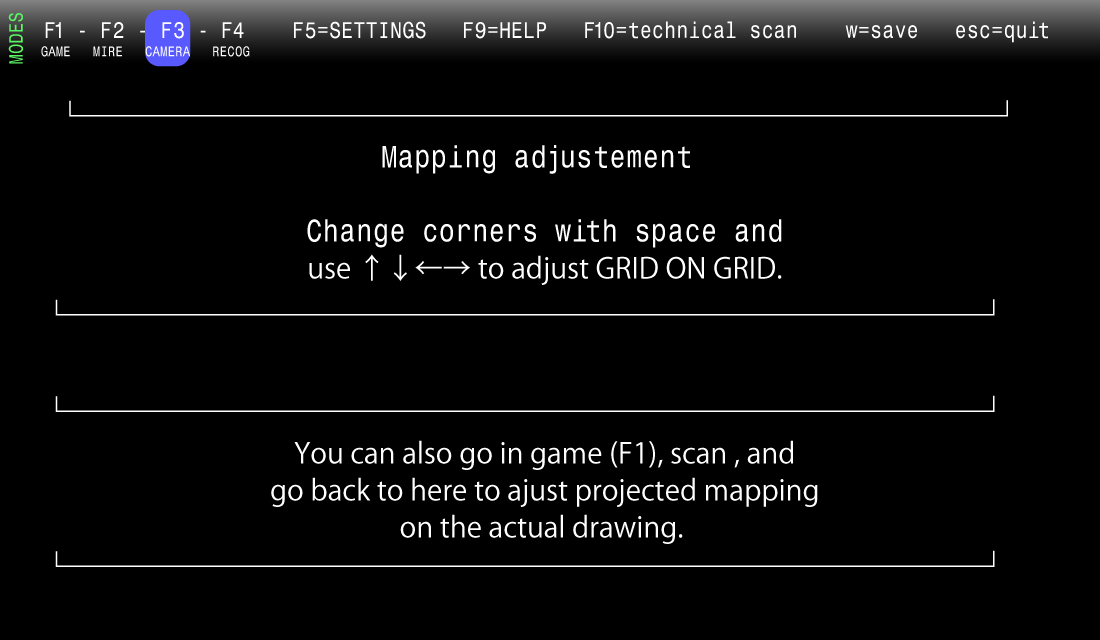 MODES
F1 - F2 - F3 - F4 F5=SETTINGS F9=HELP F10=technical scan w=save esc=quit
GAME MIRE CAMERA RECOG
Mapping adjustement
Change corners with space and
use ↑↓←→ to adjust GRID ON GRID.
You can also go in game (F1), scan , and
go back to here to ajust projected mapping
on the actual drawing.